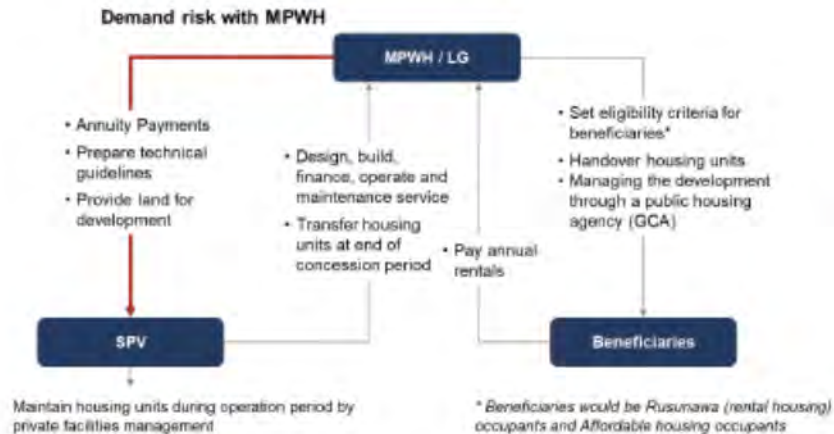 Demand risk with MPWH
MPWH / LG
• Annuity Payments
• Prepare technical
guidelines
• Provide land for
development
• Design, build,
finance, operate and
maintenance service
• Transfer housing
units at end of
concession period
• Pay annual
rentals
• Set eligibility criteria for
beneficiaries*
• Handover housing units
• Managing the development
through a public housing
agency (GCA)
SPV
Beneficiaries
Maintain housing units during operation period by
private facilities management
* Beneficiaries would be Rusunawa (rental housing)
occupants and Affordable housing occupants